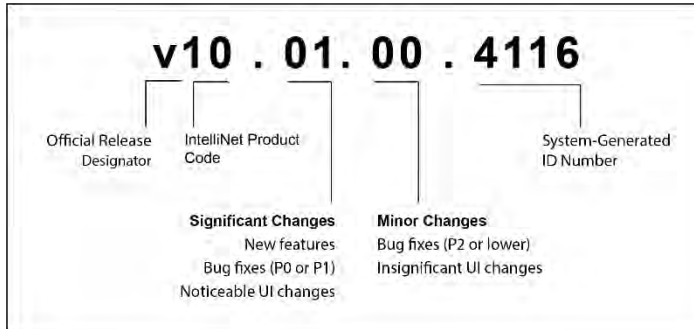 v10 . 01. 00 . 4116
Official Release
Designator
IntelliNet Product
Code
System-Generated
ID Number
Significant Changes
New features
Bug fixes (P0 or P1)
Noticeable UI changes
Minor Changes
Bug fixes (P2 or lower)
Insignificant UI changes